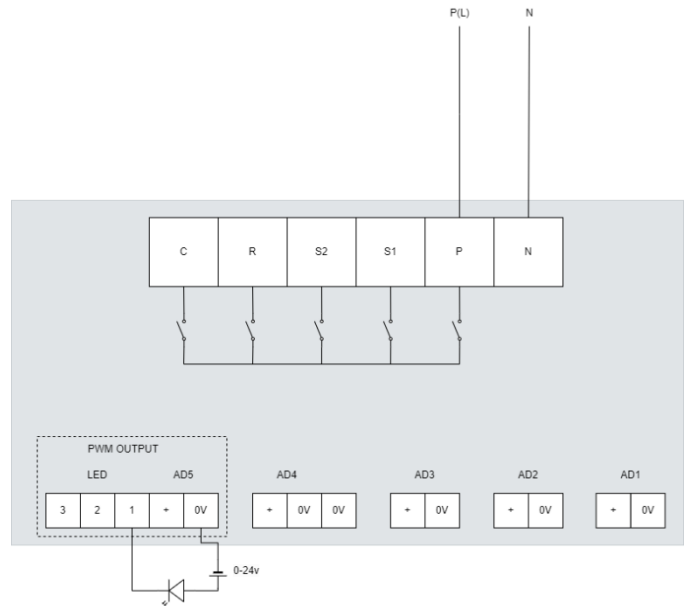 P(L) N
C R S2 S1 P N
PWM OUTPUT
LED AD5 AD4 AD3 AD2 AD1
3 2 1 + 0V + 0V 0V + 0V + 0V + 0V
0-24v